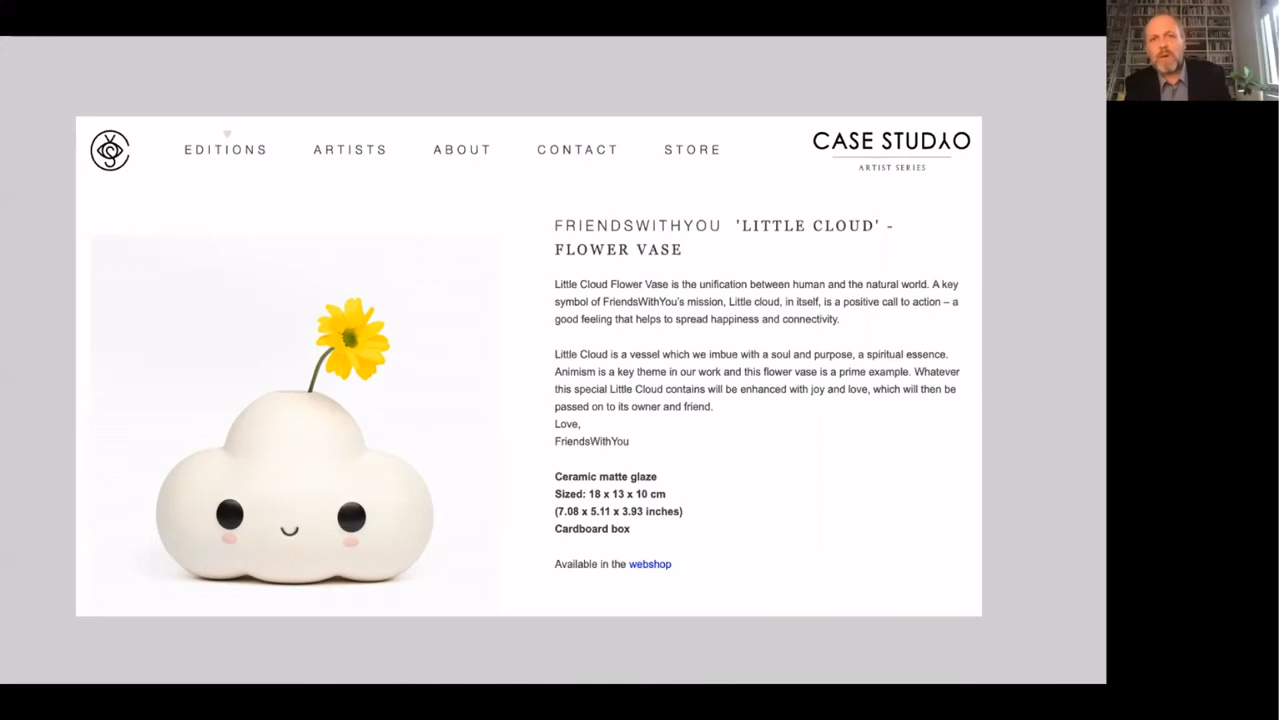 EDITIONS ARTISTS ABOUT CONTACT STORE
CASE STUDYO
ARTIST SERIES
FRIENDSWITHYOU 'LITTLE CLOUD' -
FLOWER VASE
Little Cloud Flower Vase is the unification between human and the natural world. A key
symbol of FriendsWithYou's mission, Little cloud, in itself, is a positive call to action – a
good feeling that helps to spread happiness and connectivity.
Little Cloud is a vessel which we imbue with a soul and purpose, a spiritual essence.
Animism is a key theme in our work and this flower vase is a prime example. Whatever
this special Little Cloud contains will be enhanced with joy and love, which will then be
passed on to its owner and friend.
Love,
FriendsWithYou
Ceramic matte glaze
Sized: 18 x 13 x 10 cm
(7.08 x 5.11 x 3.93 inches)
Cardboard box
Available in the webshop